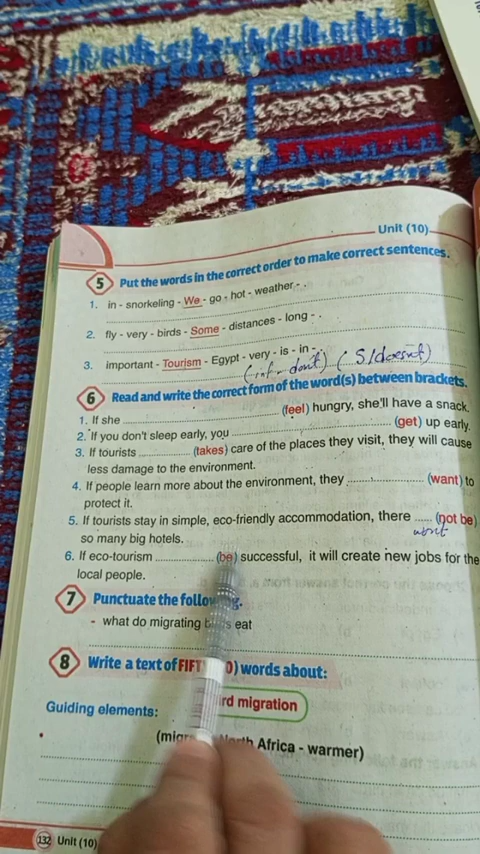 Unit (10)
5 Put the words in the correct order to make correct sentences.
1. in - snorkeling - We - go - hot - weather - .
2. fly - very - birds - Some - distances - long - .
3. important - Tourism - Egypt - very - is - in - .
(inf - don't) (S/doesn't)
6 Read and write the correct form of the word(s) between brackets.
1. If she .................... (feel) hungry, she'll have a snack.
2. If you don't sleep early, you .................... (get) up early.
3. If tourists .............. (takes) care of the places they visit, they will cause
less damage to the environment.
4. If people learn more about the environment, they .................... (want) to
protect it.
5. If tourists stay in simple, eco-friendly accommodation, there ..... (not be)
won't
so many big hotels.
6. If eco-tourism ................ (be) successful, it will create new jobs for the
local people.
7 Punctuate the following.
- what do migrating eat
8 Write a text of FIFTY 0) words about:
rd migration
Guiding elements:
Africa - warmer)
132 Unit (10)